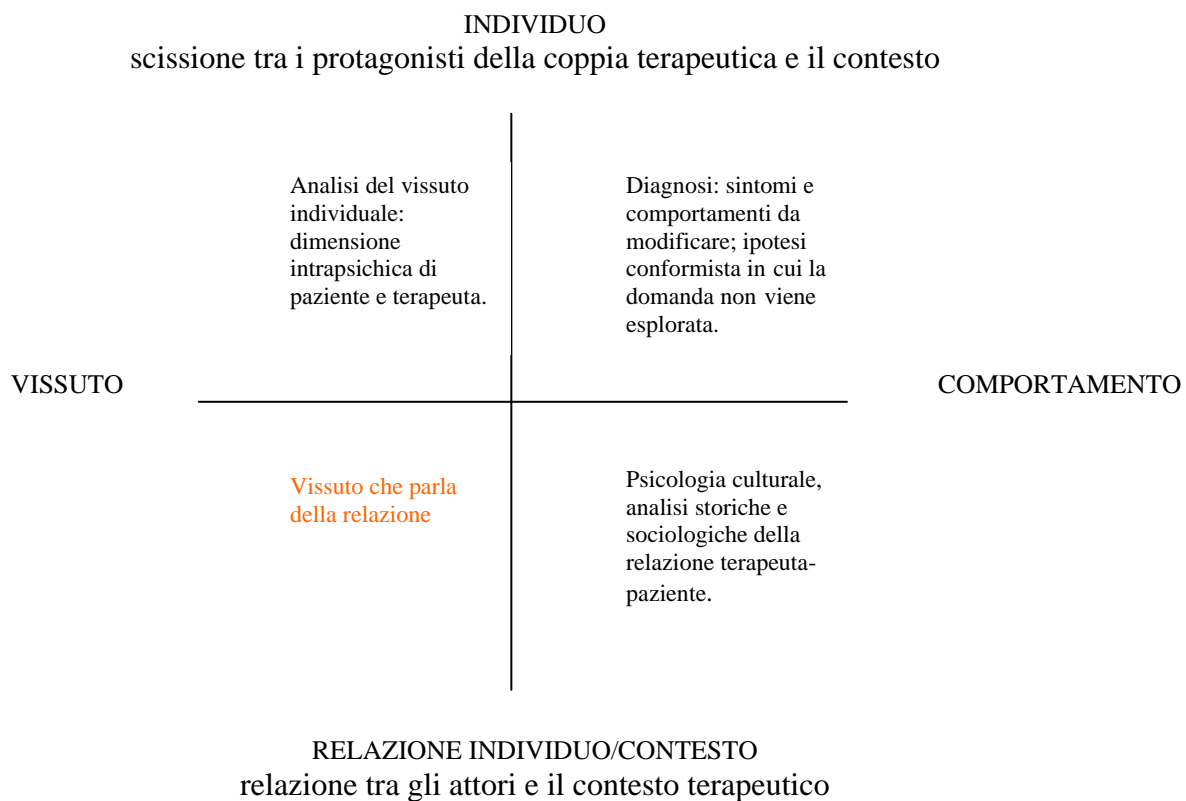 INDIVIDUO
scissione tra i protagonisti della coppia terapeutica e il contesto
Analisi del vissuto
individuale:
dimensione
intrapsichica di
paziente e terapeuta.
Diagnosi: sintomi e
comportamenti da
modificare; ipotesi
conformista in cui la
domanda non viene
esplorata.
VISSUTO
COMPORTAMENTO
Vissuto che parla
della relazione
Psicologia culturale,
analisi storiche e
sociologiche della
relazione terapeuta-
paziente.
RELAZIONE INDIVIDUO/CONTESTO
relazione tra gli attori e il contesto terapeutico